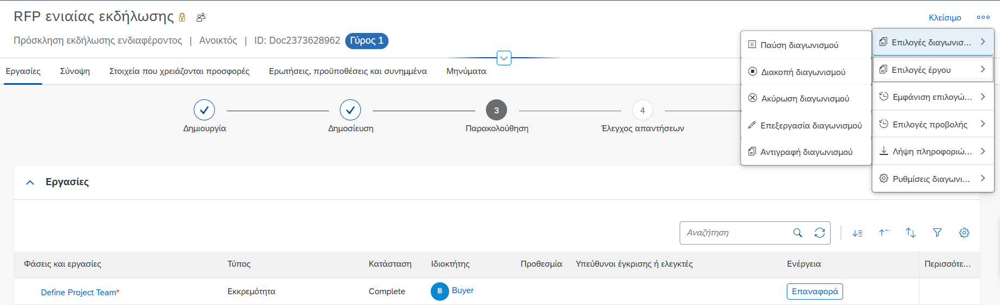 RFP ενιαίας εκδήλωσης
Κλείσιμο
Πρόσκληση εκδήλωσης ενδιαφέροντος | Ανοικτός | ID: Doc2373628962 Γύρος 1
Εργασίες Σύνοψη Στοιχεία που χρειάζονται προσφορές Ερωτήσεις, προϋποθέσεις και συνημμένα Μηνύματα
Παύση διαγωνισμού
Διακοπή διαγωνισμού
Ακύρωση διαγωνισμού
Επεξεργασία διαγωνισμού
Αντιγραφή διαγωνισμού
Επιλογές διαγωνισ...
Επιλογές έργου
Εμφάνιση επιλογώ...
Επιλογές προβολής
Λήψη πληροφοριώ...
Ρυθμίσεις διαγωνι...
3 4
Δημιουργία Δημοσίευση Παρακολούθηση Έλεγχος απαντήσεων
Εργασίες
Αναζήτηση
Φάσεις και εργασίες Τύπος Κατάσταση Ιδιοκτήτης Προθεσμία Υπεύθυνοι έγκρισης ή ελεγκτές Ενέργεια Περισσότε...
Define Project Team* Εκκρεμότητα Complete B Buyer Επαναφορά